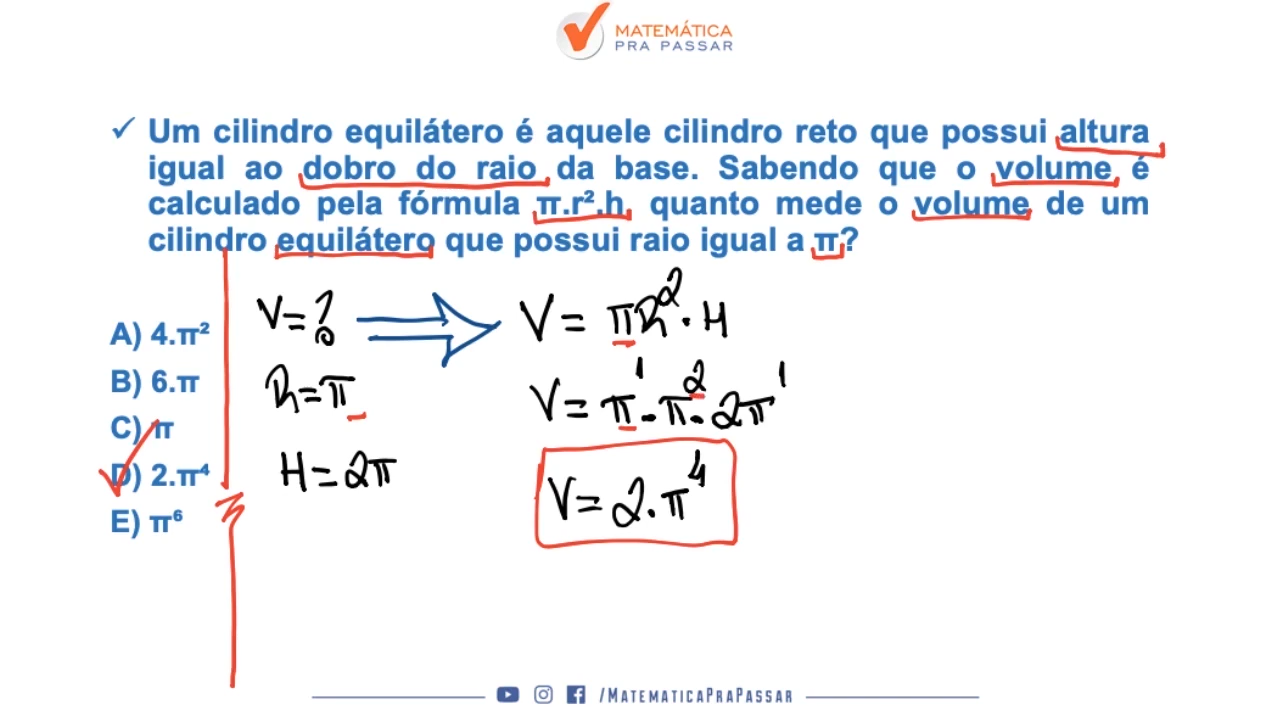 MATEMÁTICA
PRA PASSAR
✓ Um cilindro equilátero é aquele cilindro reto que possui altura
igual ao dobro do raio da base. Sabendo que o volume é
calculado pela fórmula π.r².h, quanto mede o volume de um
cilindro equilátero que possui raio igual a π?
A) 4.π²
B) 6.π
C) π
D) 2.π⁴
E) π⁶
V=?
R=π
H=2π
V= πR²·H
V= π¹·π²·2π¹
V= 2·π⁴
/MATEMATICAPRAPASSAR